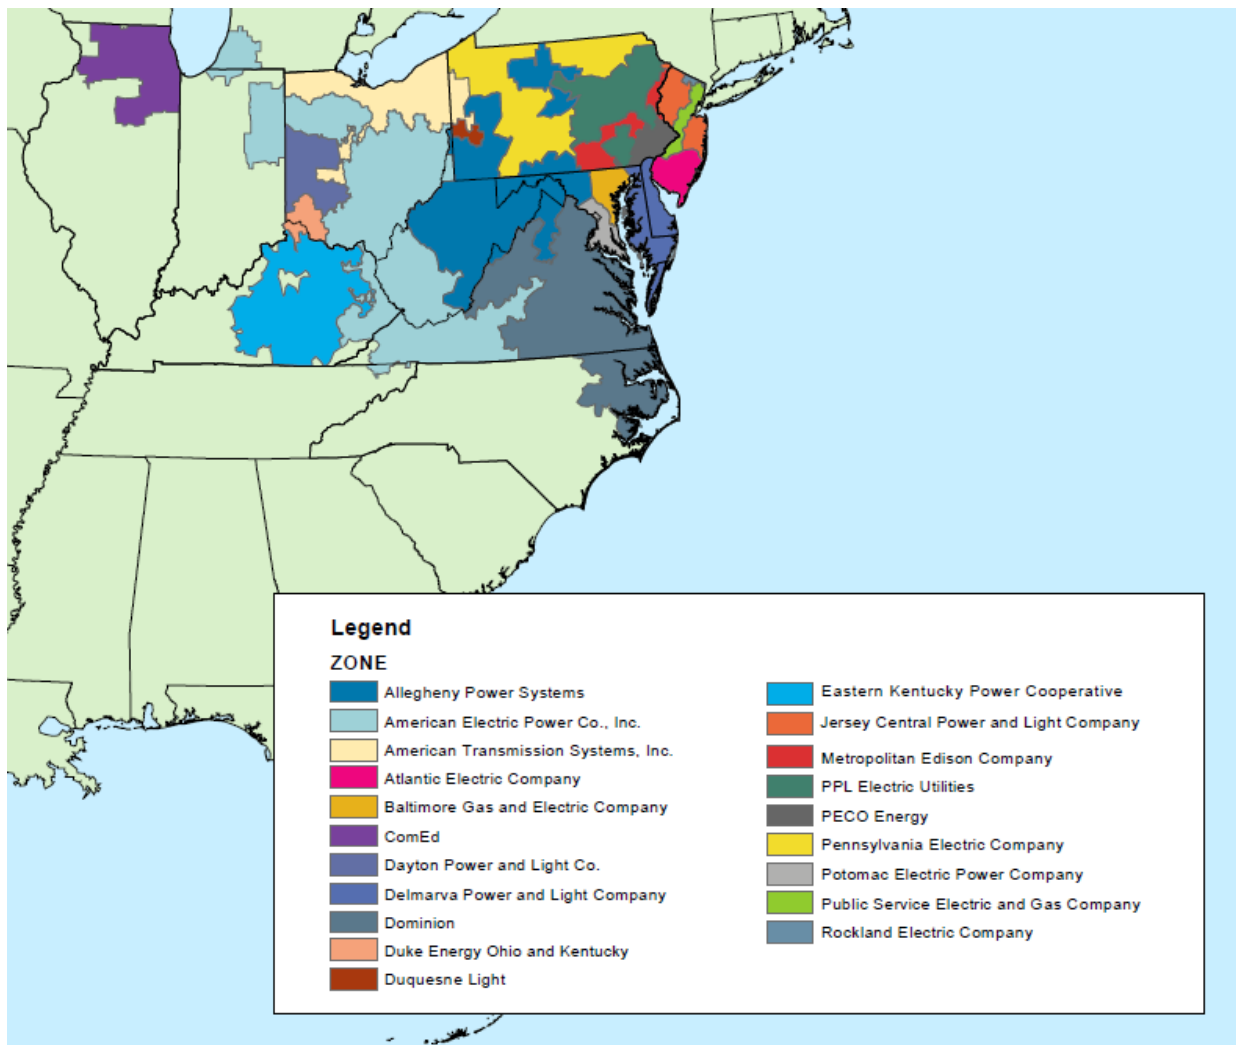 Legend
ZONE
Allegheny Power Systems
American Electric Power Co., Inc.
American Transmission Systems, Inc.
Atlantic Electric Company
Baltimore Gas and Electric Company
ComEd
Dayton Power and Light Co.
Delmarva Power and Light Company
Dominion
Duke Energy Ohio and Kentucky
Duquesne Light
Eastern Kentucky Power Cooperative
Jersey Central Power and Light Company
Metropolitan Edison Company
PPL Electric Utilities
PECO Energy
Pennsylvania Electric Company
Potomac Electric Power Company
Public Service Electric and Gas Company
Rockland Electric Company